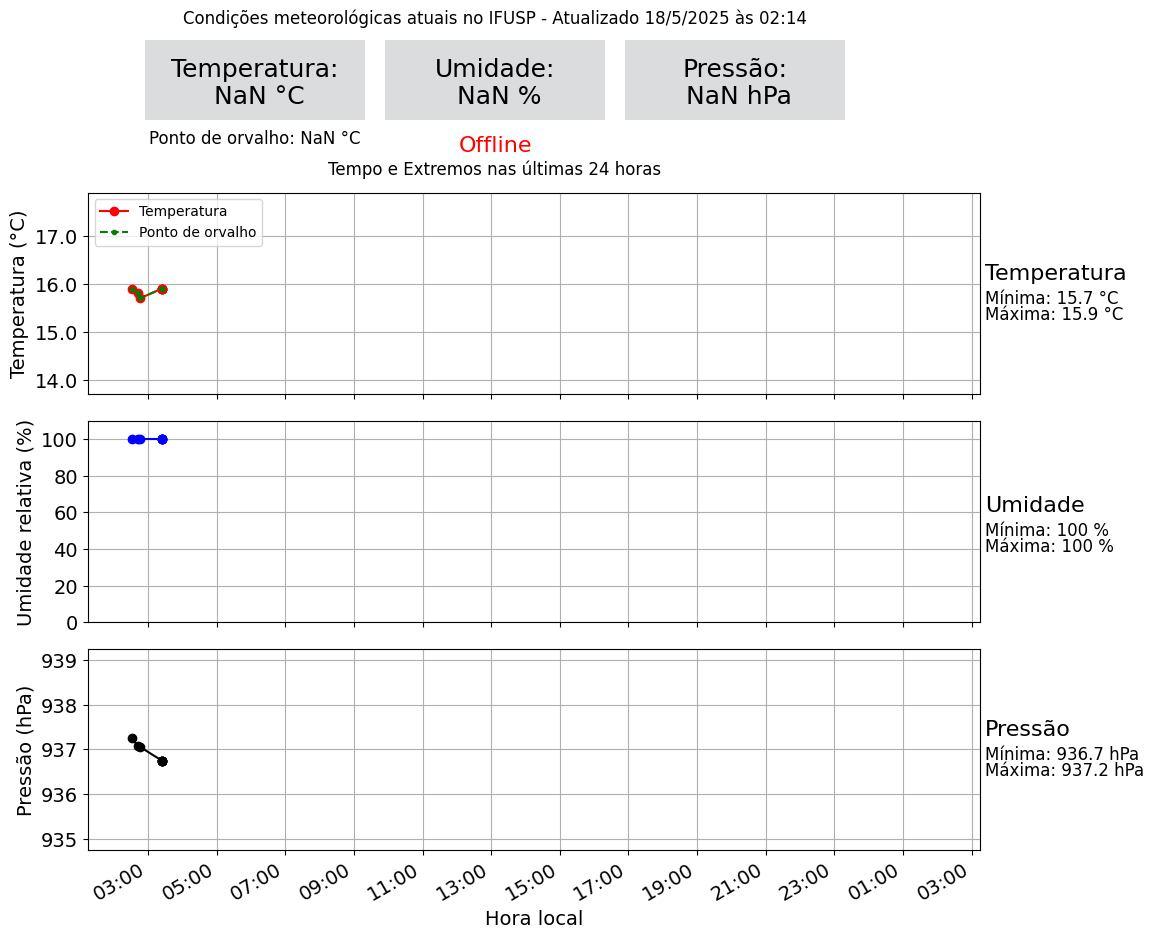 Condições meteorológicas atuais no IFUSP - Atualizado 18/5/2025 às 02:14
Temperatura:
NaN °C
Umidade:
NaN %
Pressão:
NaN hPa
Ponto de orvalho: NaN °C
Offline
Tempo e Extremos nas últimas 24 horas
Temperatura (°C)
17.0
16.0
15.0
14.0
Temperatura
Ponto de orvalho
Temperatura
Mínima: 15.7 °C
Máxima: 15.9 °C
Umidade relativa (%)
100
80
60
40
20
0
Umidade
Mínima: 100 %
Máxima: 100 %
Pressão (hPa)
939
938
937
936
935
Pressão
Mínima: 936.7 hPa
Máxima: 937.2 hPa
03:00
05:00
07:00
09:00
11:00
13:00
15:00
17:00
19:00
21:00
23:00
01:00
03:00
Hora local